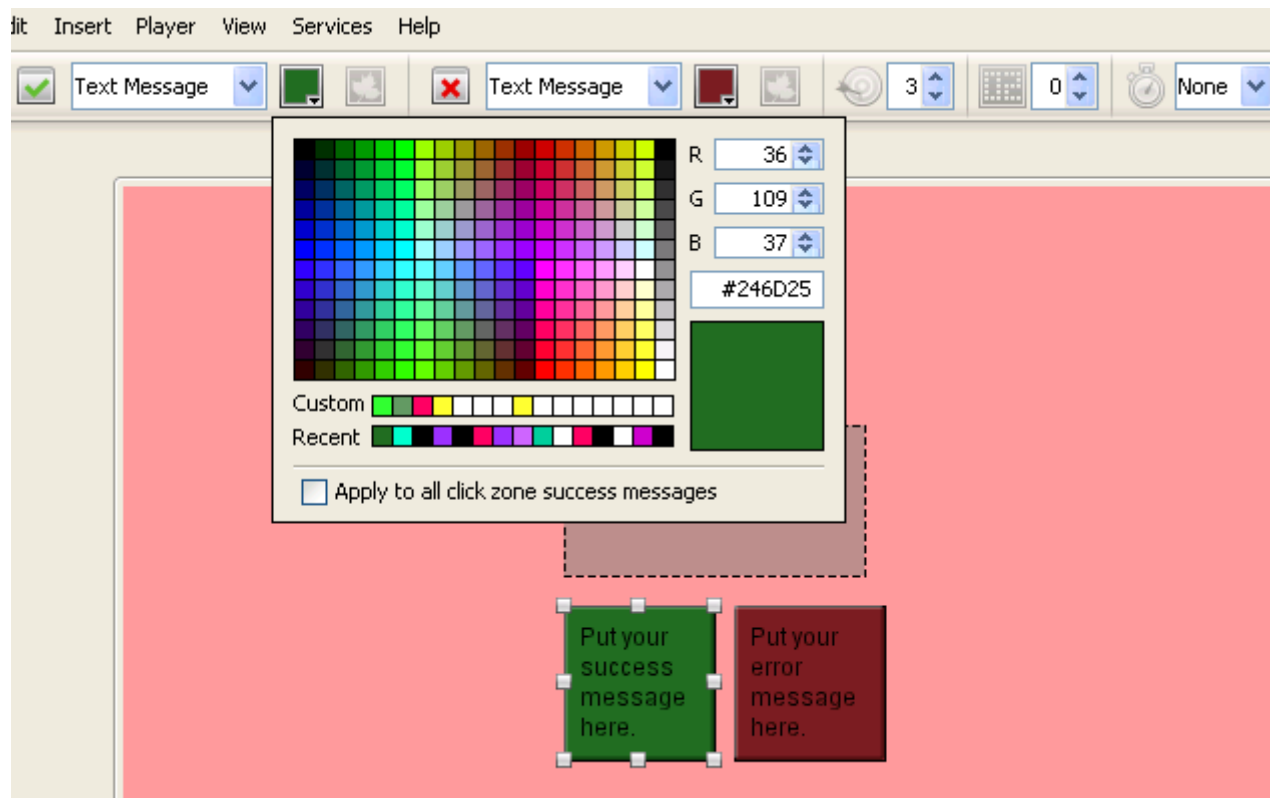 dit Insert Player View Services Help
Text Message Text Message 3 0 None
R 36
G 109
B 37
#246D25
Custom
Recent
Apply to all click zone success messages
Put your
success
message
here.
Put your
error
message
here.